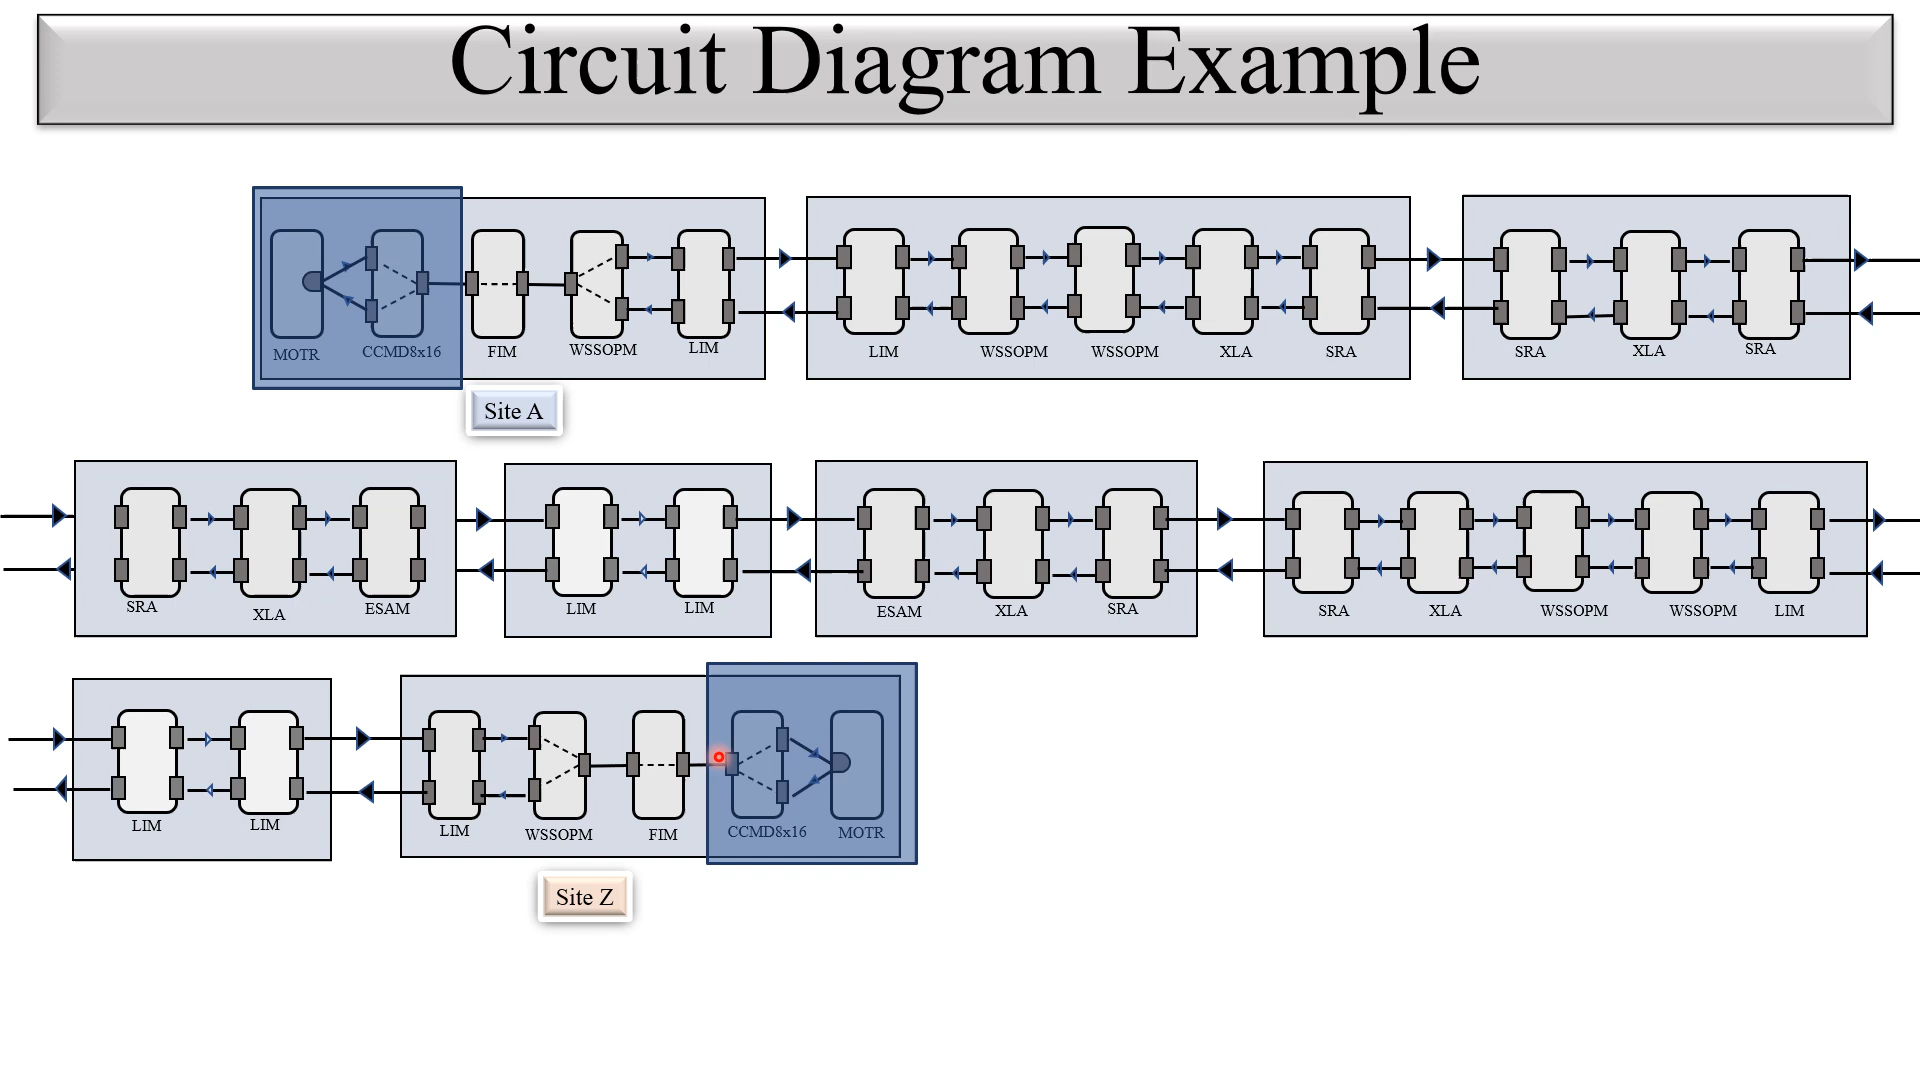 Circuit Diagram Example
MOTR CCMD8x16 FIM WSSOPM LIM
LIM WSSOPM WSSOPM XLA SRA
SRA XLA SRA
Site A
SRA XLA ESAM
LIM LIM
ESAM XLA SRA
SRA XLA WSSOPM WSSOPM LIM
LIM LIM
LIM WSSOPM FIM CCMD8x16 MOTR
Site Z